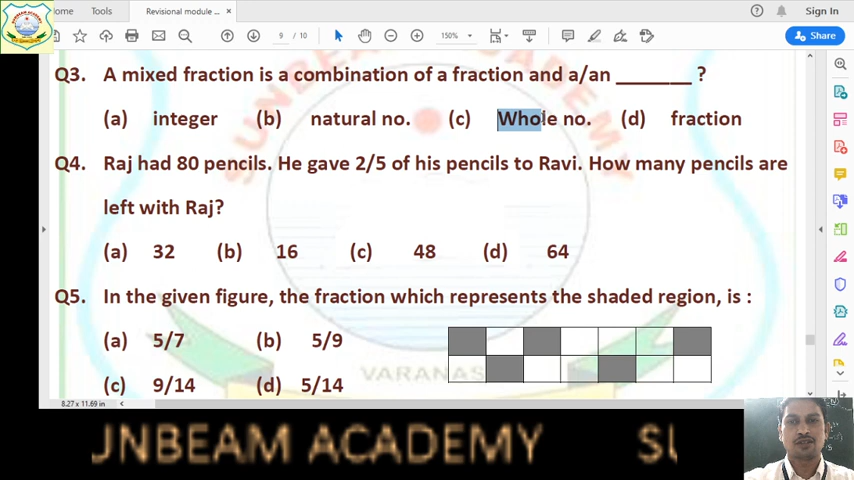 ome Tools Revisional module ... × Sign In
9 / 10 150% Share
Q3. A mixed fraction is a combination of a fraction and a/an _______ ?
(a) integer (b) natural no. (c) Whole no. (d) fraction
Q4. Raj had 80 pencils. He gave 2/5 of his pencils to Ravi. How many pencils are
left with Raj?
(a) 32 (b) 16 (c) 48 (d) 64
Q5. In the given figure, the fraction which represents the shaded region, is :
(a) 5/7 (b) 5/9
(c) 9/14 (d) 5/14
SUNBEAM ACADEMY
VARANAS
8.27 x 11.69 in
JNBEAM ACADEMY SU